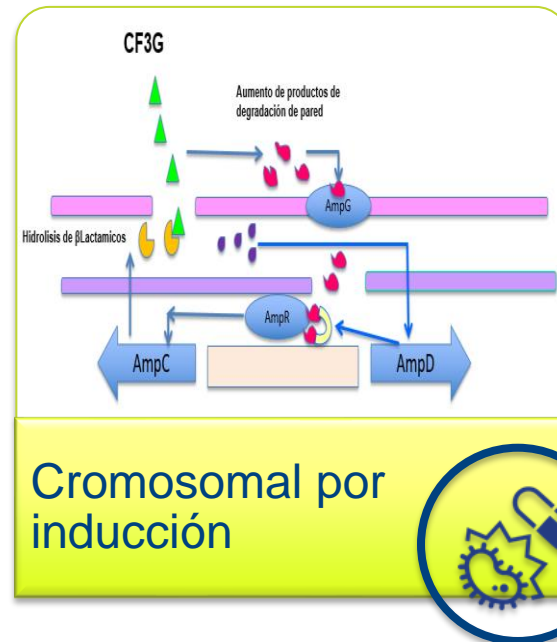 CF3G
Aumento de productos de
degradación de pared
AmpG
Hidrolisis de βLactamicos
AmpR
AmpC
AmpD
Cromosomal por
inducción